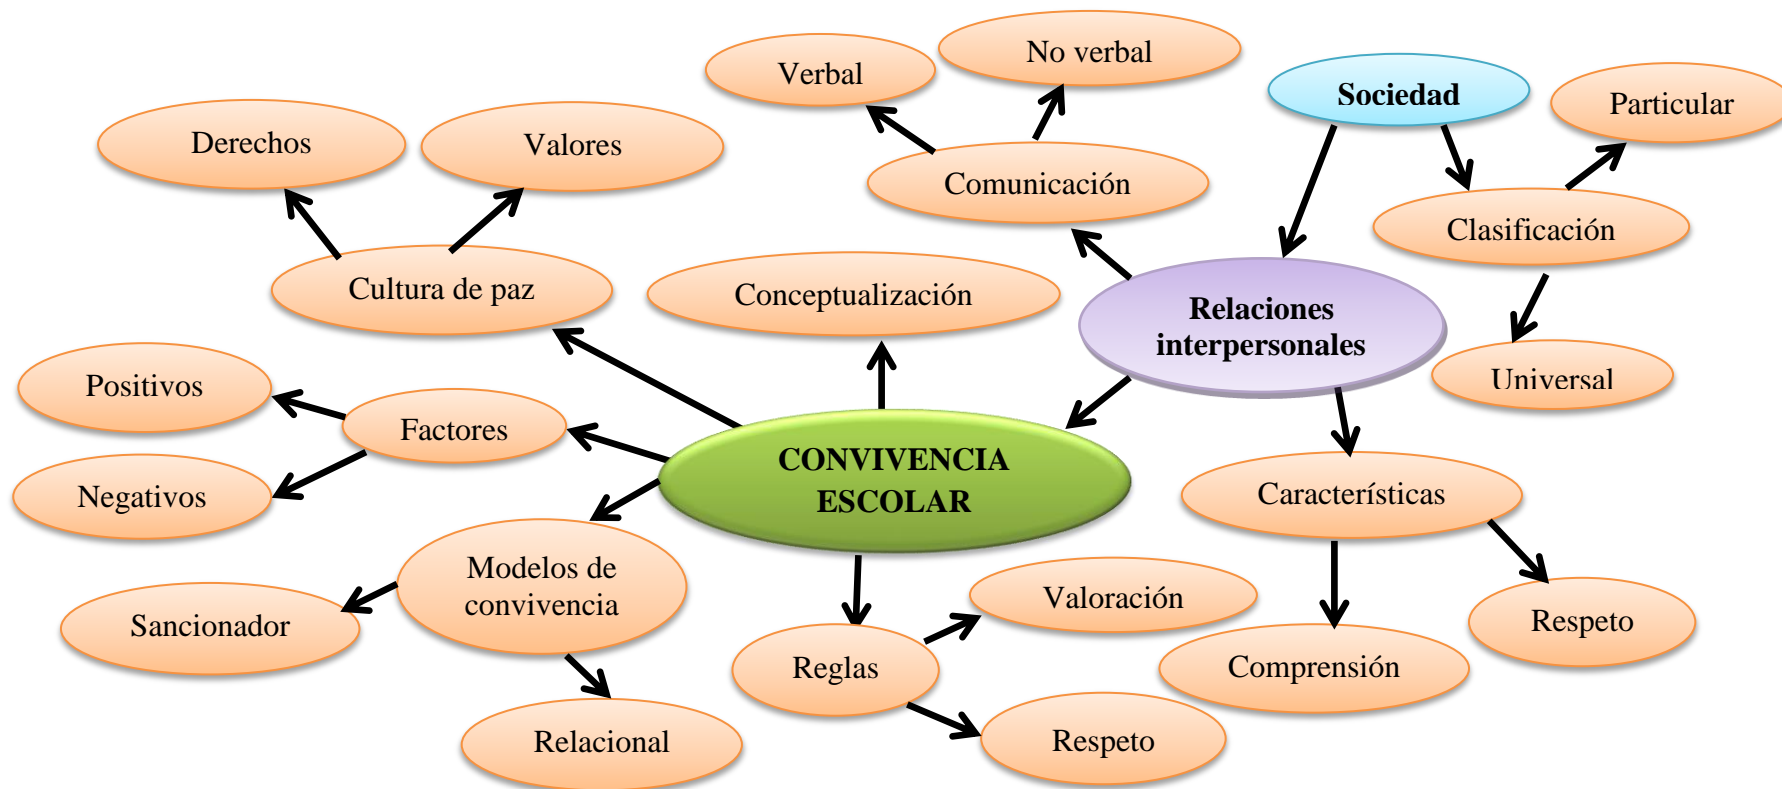 No verbal
Verbal
Sociedad
Particular
Derechos
Valores
Comunicación
Clasificación
Cultura de paz
Conceptualización
Relaciones
interpersonales
Universal
Positivos
Factores
CONVIVENCIA
ESCOLAR
Negativos
Características
Modelos de
convivencia
Valoración
Sancionador
Respeto
Reglas
Comprensión
Relacional
Respeto